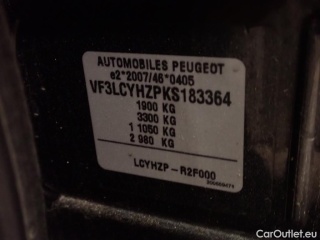 AUTOMOBILES PEUGEOT
e2*2007/46*0405
VF3LCYHZPKS183364
1900 KG
3300 KG
1 1050 KG
2 980 KG
LCYHZP - R2F000
CarOutlet.eu